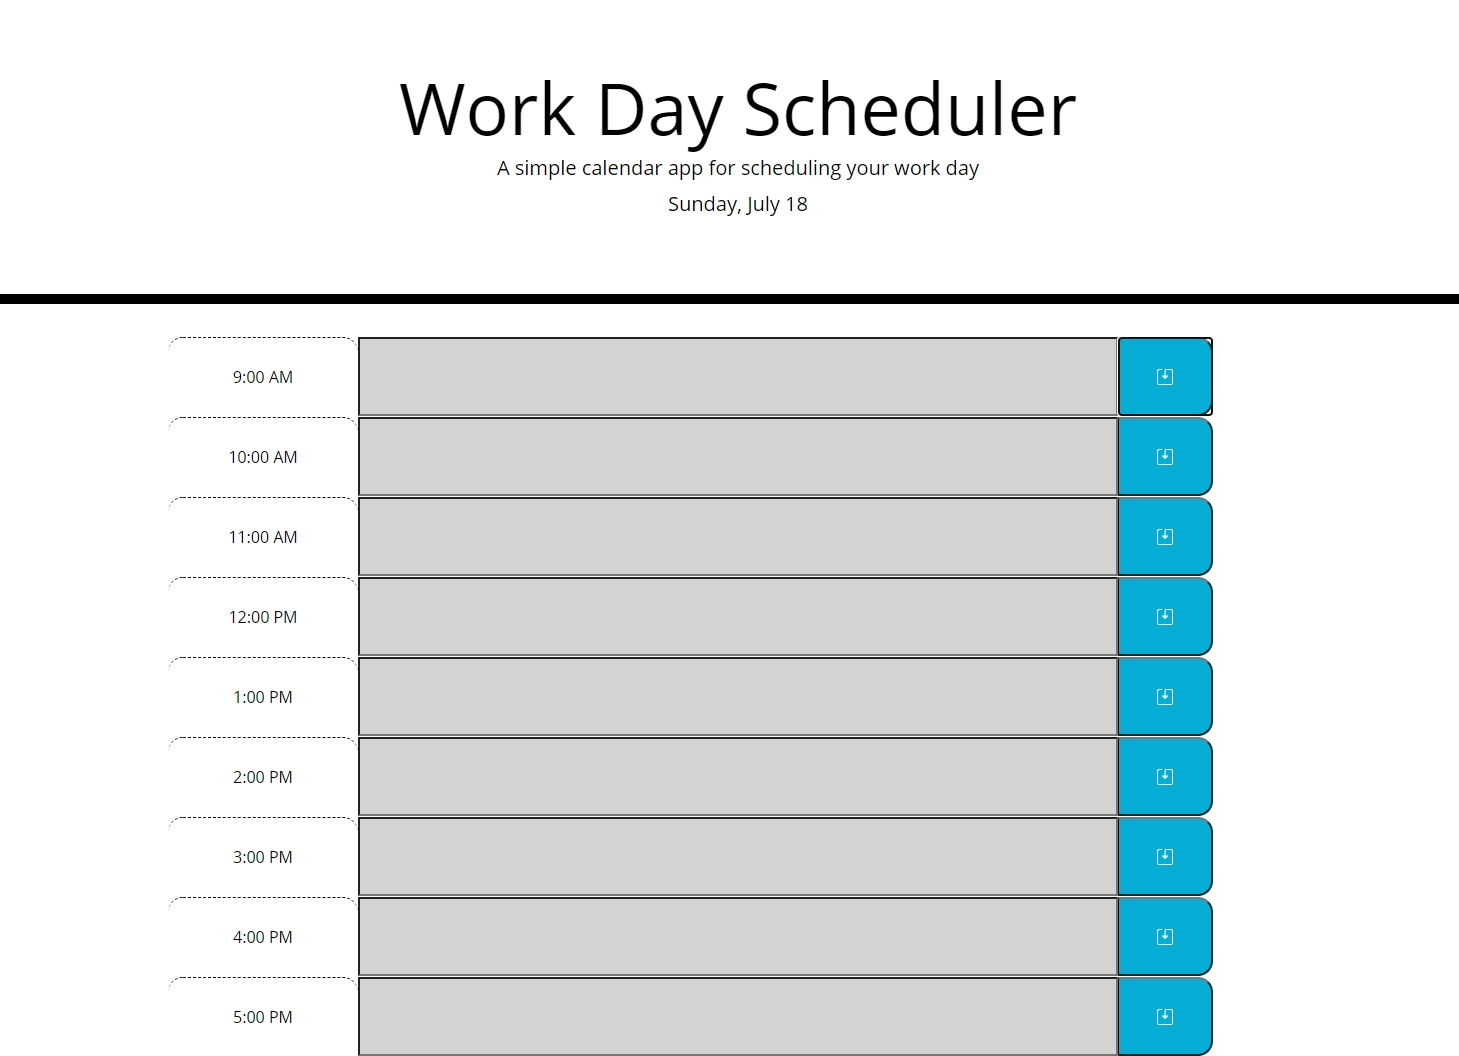 Work Day Scheduler
A simple calendar app for scheduling your work day
Sunday, July 18
9:00 AM
10:00 AM
11:00 AM
12:00 PM
1:00 PM
2:00 PM
3:00 PM
4:00 PM
5:00 PM